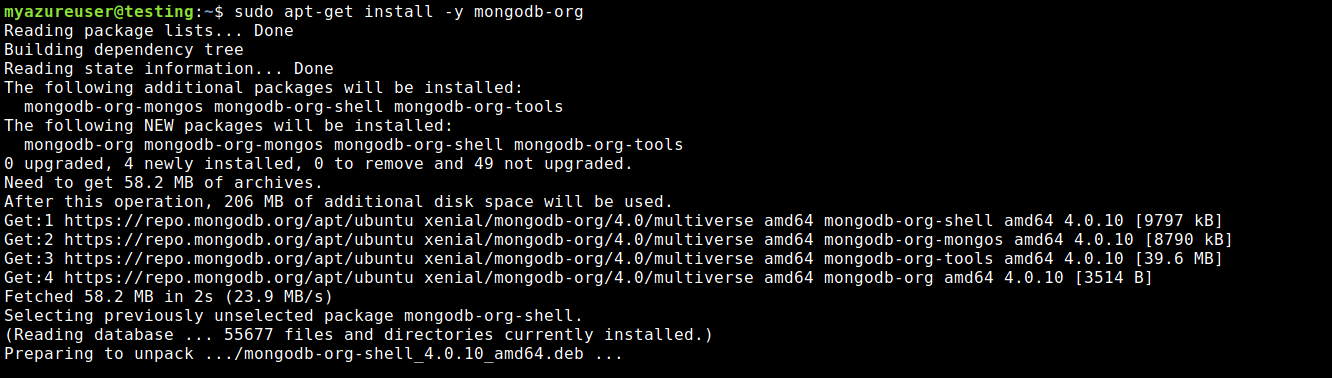 myazureuser@testing:~$ sudo apt-get install -y mongodb-org
Reading package lists... Done
Building dependency tree
Reading state information... Done
The following additional packages will be installed:
  mongodb-org-mongos mongodb-org-shell mongodb-org-tools
The following NEW packages will be installed:
  mongodb-org mongodb-org-mongos mongodb-org-shell mongodb-org-tools
0 upgraded, 4 newly installed, 0 to remove and 49 not upgraded.
Need to get 58.2 MB of archives.
After this operation, 206 MB of additional disk space will be used.
Get:1 https://repo.mongodb.org/apt/ubuntu xenial/mongodb-org/4.0/multiverse amd64 mongodb-org-shell amd64 4.0.10 [9797 kB]
Get:2 https://repo.mongodb.org/apt/ubuntu xenial/mongodb-org/4.0/multiverse amd64 mongodb-org-mongos amd64 4.0.10 [8790 kB]
Get:3 https://repo.mongodb.org/apt/ubuntu xenial/mongodb-org/4.0/multiverse amd64 mongodb-org-tools amd64 4.0.10 [39.6 MB]
Get:4 https://repo.mongodb.org/apt/ubuntu xenial/mongodb-org/4.0/multiverse amd64 mongodb-org amd64 4.0.10 [3514 B]
Fetched 58.2 MB in 2s (23.9 MB/s)
Selecting previously unselected package mongodb-org-shell.
(Reading database ... 55677 files and directories currently installed.)
Preparing to unpack .../mongodb-org-shell_4.0.10_amd64.deb ...